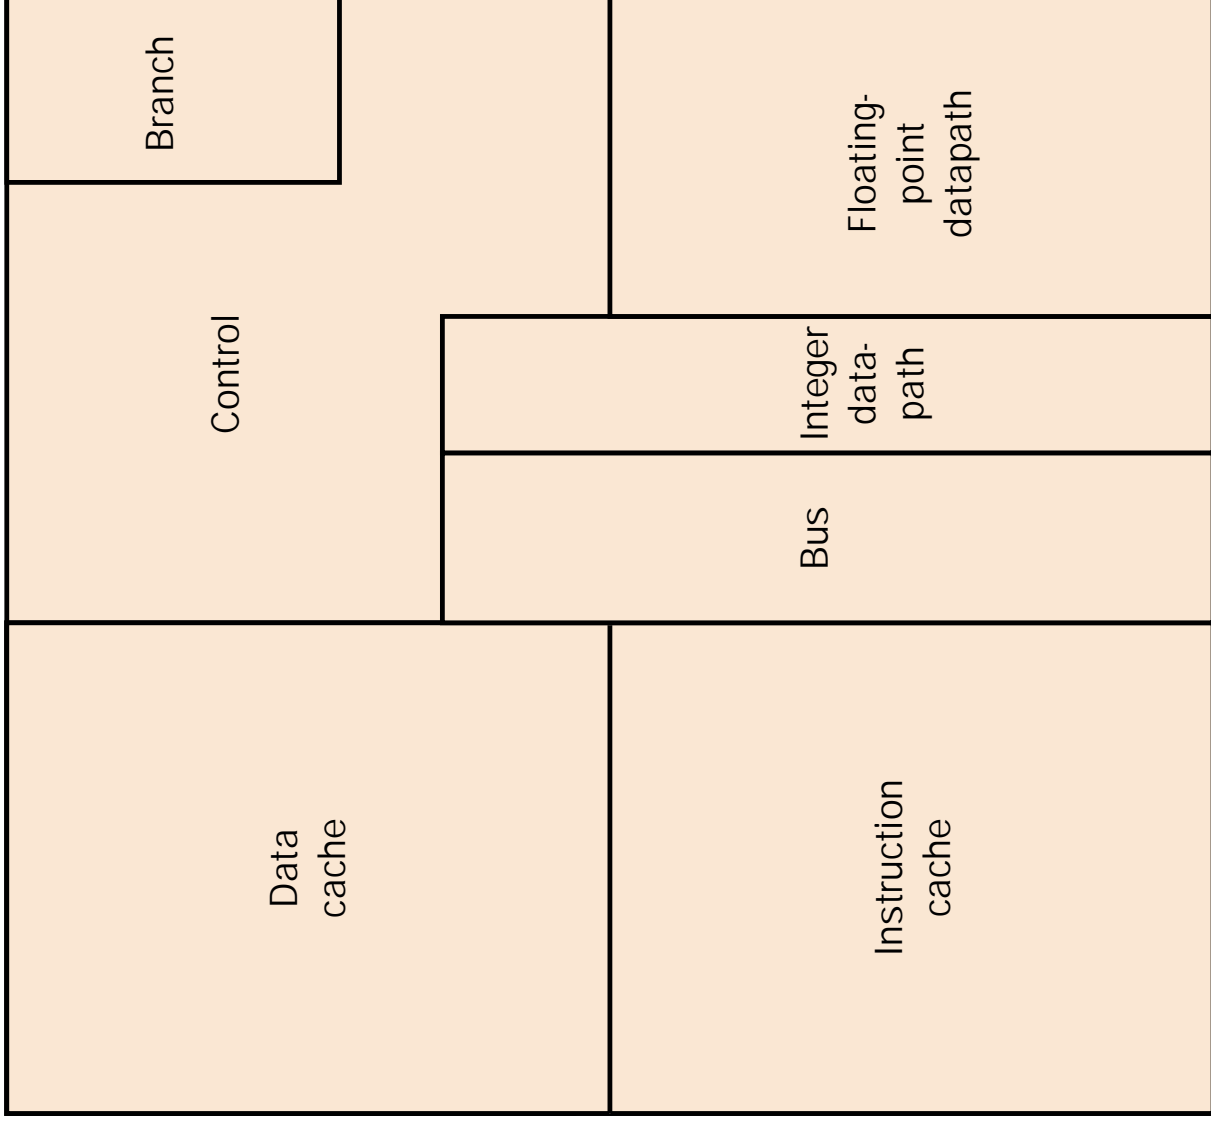 Data
cache
Control
Branch
Instruction
cache
Bus
Integer
data-
path
Floating-
point
datapath